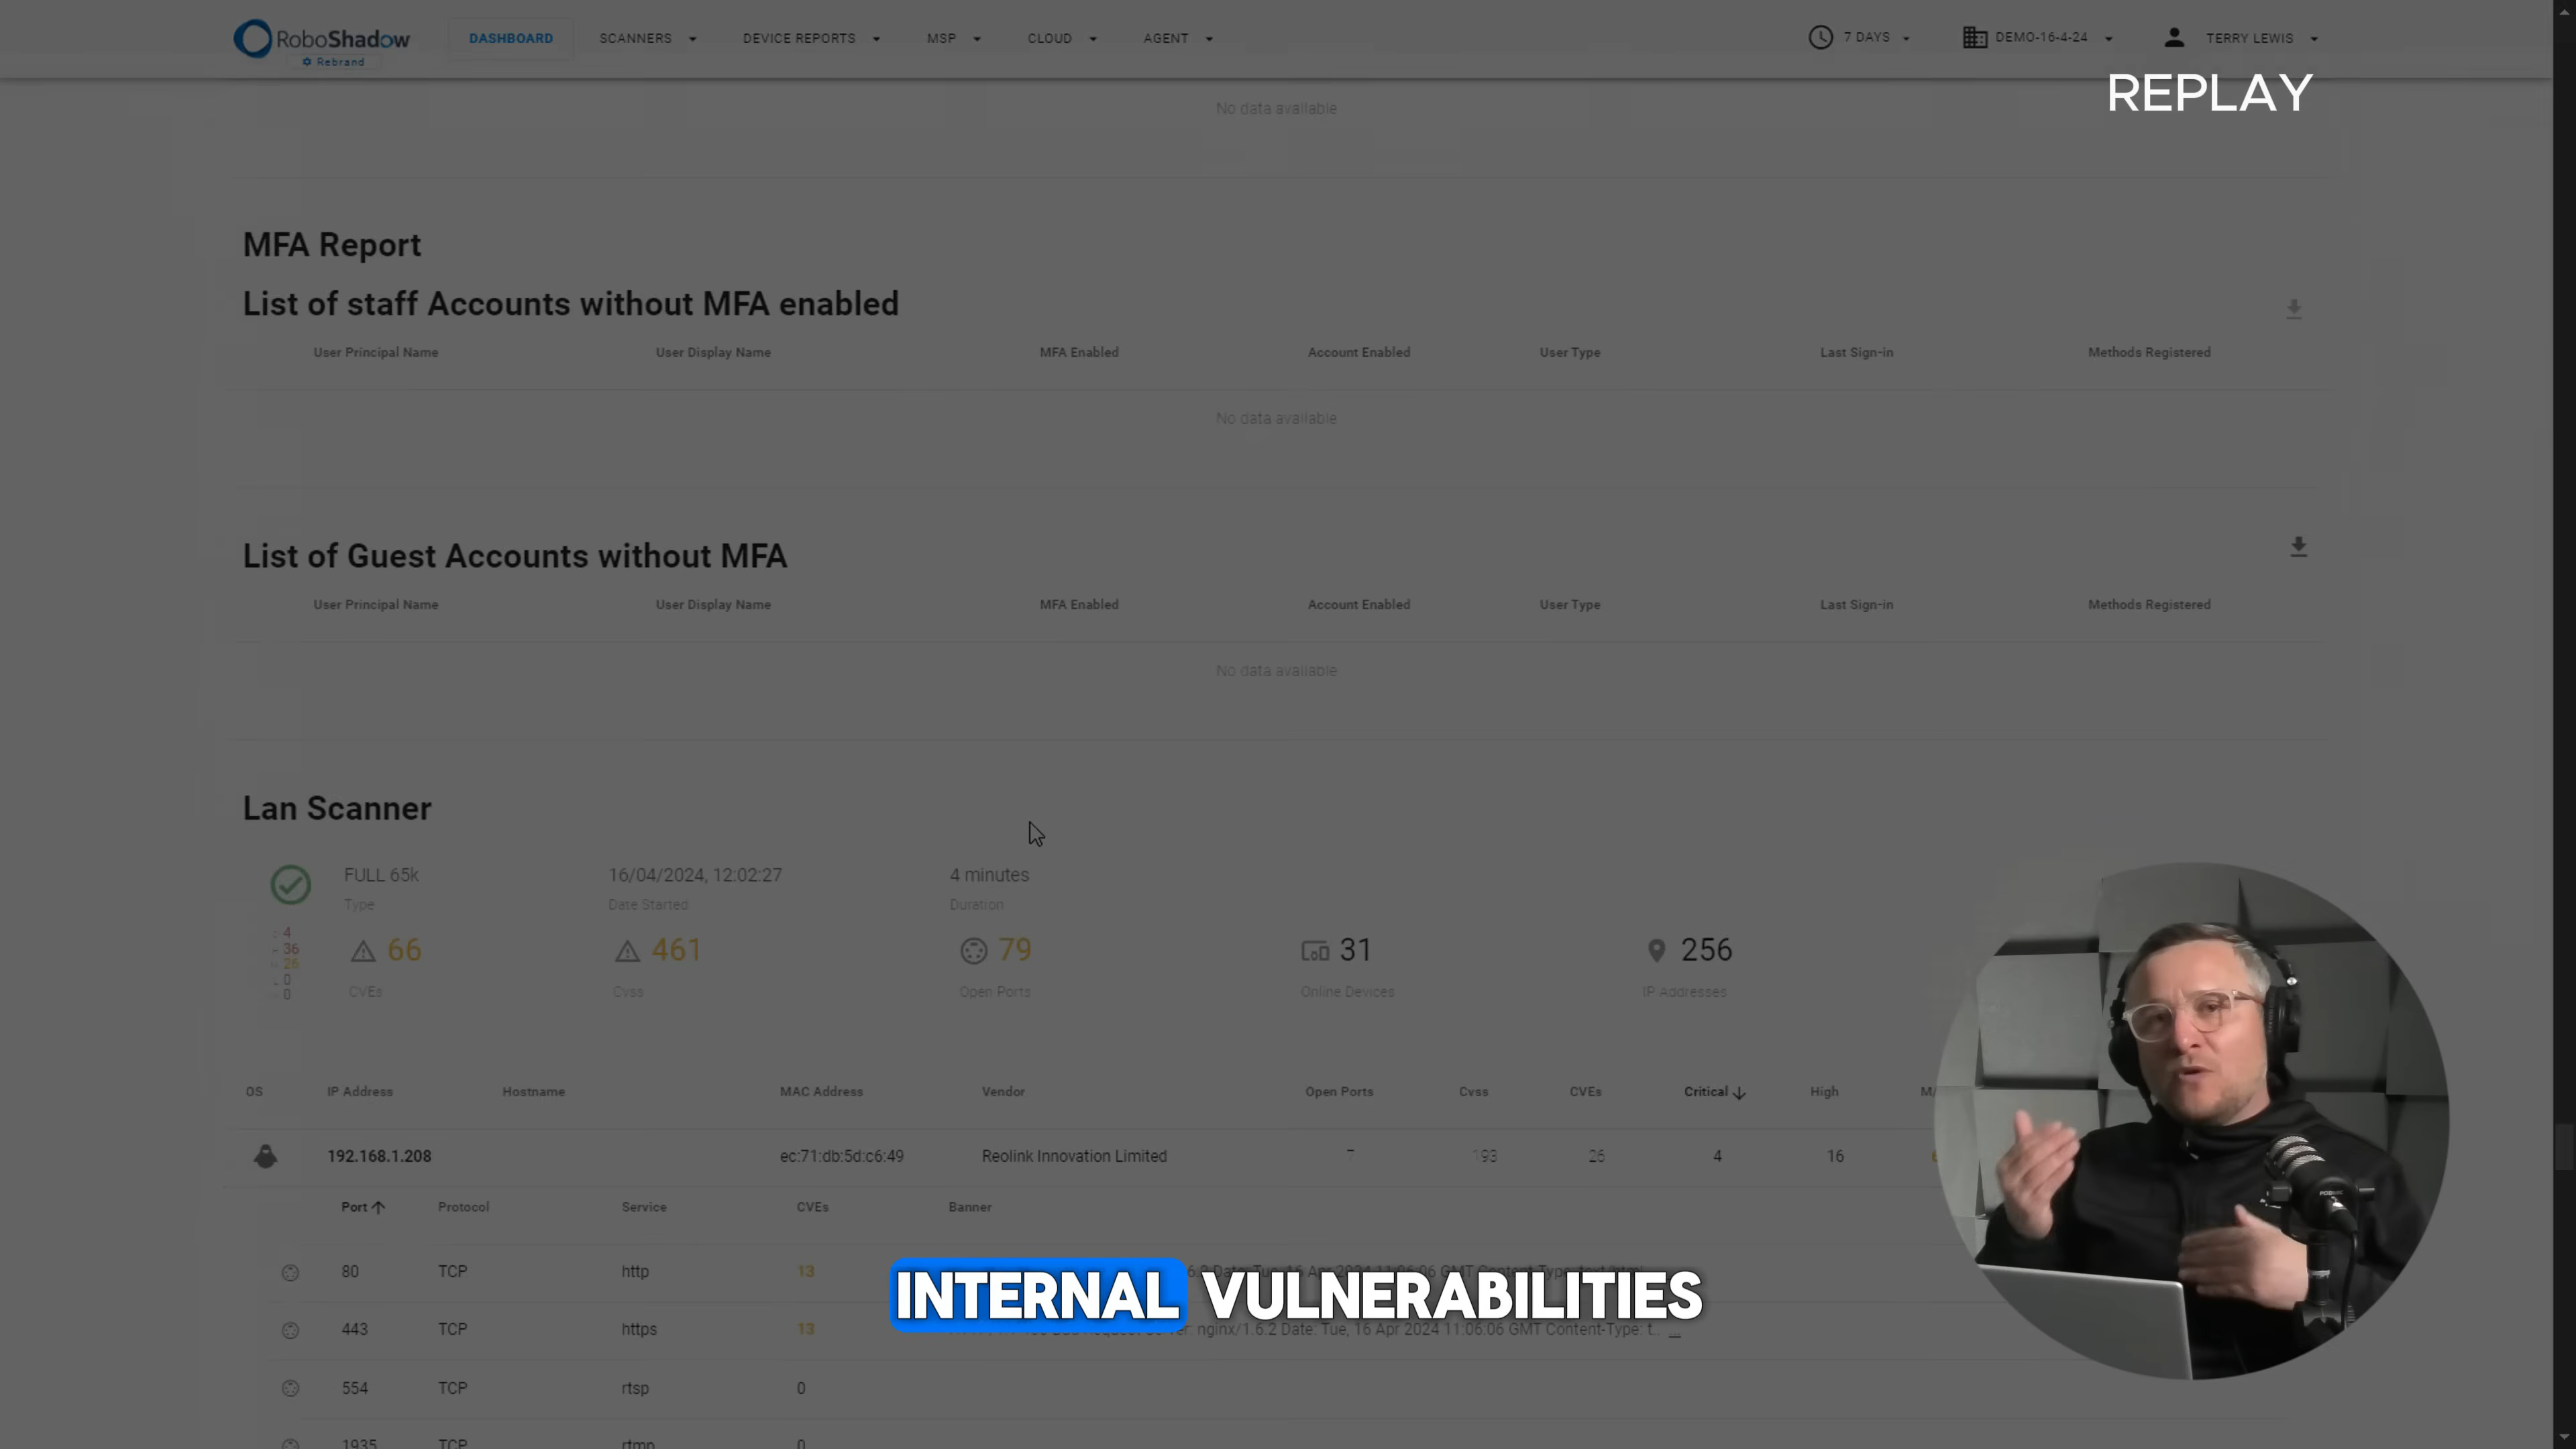 RoboShadow
Rebrand
DASHBOARD SCANNERS DEVICE REPORTS MSP CLOUD AGENT 7 DAYS DEMO-16-4-24 TERRY LEWIS
REPLAY
No data available
MFA Report
List of staff Accounts without MFA enabled
User Principal Name User Display Name MFA Enabled Account Enabled User Type Last Sign-in Methods Registered
No data available
List of Guest Accounts without MFA
User Principal Name User Display Name MFA Enabled Account Enabled User Type Last Sign-in Methods Registered
No data available
Lan Scanner
FULL 65k 16/04/2024, 12:02:27 4 minutes
Type Date Started Duration
4
36
26
0
0
66 461 79 31 256
CVEs Cvss Open Ports Online Devices IP Addresses
OS IP Address Hostname MAC Address Vendor Open Ports Cvss CVEs Critical High
192.168.1.208 ec:71:db:5d:c6:49 Reolink Innovation Limited 193 26 4 16
Port Protocol Service CVEs Banner
80 TCP http 13
INTERNAL VULNERABILITIES
443 TCP https 13 nginx/1.6.2 Date: Tue, 16 Apr 2024 11:06:06 GMT Content-Type: t... 
554 TCP rtsp 0
1935 TCP rtmp 0